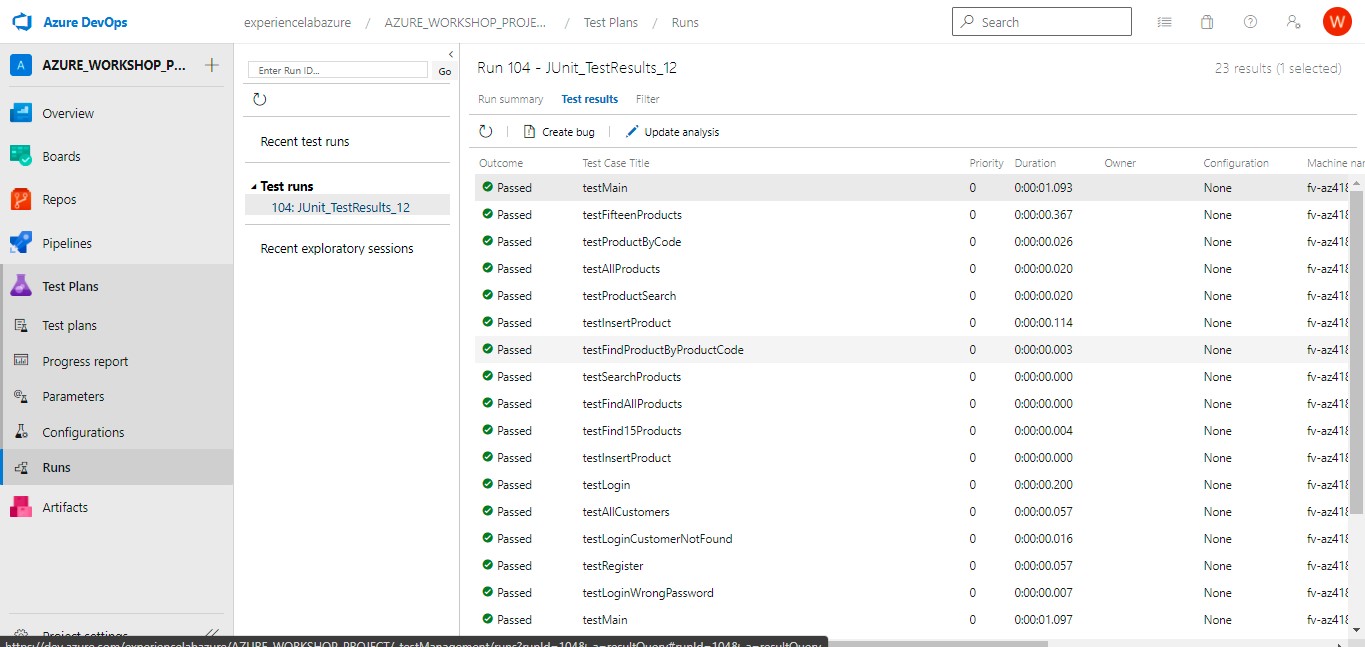 Azure DevOps
experiencelabazure / AZURE_WORKSHOP_PROJE... / Test Plans / Runs
Search
W
A AZURE_WORKSHOP_P...
Overview
Boards
Repos
Pipelines
Test Plans
Test plans
Progress report
Parameters
Configurations
Runs
Artifacts
Project settings
Enter Run ID... Go
Recent test runs
Test runs
104: JUnit_TestResults_12
Recent exploratory sessions
Run 104 - JUnit_TestResults_12
23 results (1 selected)
Run summary Test results Filter
Create bug Update analysis
Outcome Test Case Title Priority Duration Owner Configuration Machine nar
Passed testMain 0 0:00:01.093 None fv-az418
Passed testFifteenProducts 0 0:00:00.367 None fv-az418
Passed testProductByCode 0 0:00:00.026 None fv-az418
Passed testAllProducts 0 0:00:00.020 None fv-az418
Passed testProductSearch 0 0:00:00.020 None fv-az418
Passed testInsertProduct 0 0:00:00.114 None fv-az418
Passed testFindProductByProductCode 0 0:00:00.003 None fv-az418
Passed testSearchProducts 0 0:00:00.000 None fv-az418
Passed testFindAllProducts 0 0:00:00.000 None fv-az418
Passed testFind15Products 0 0:00:00.004 None fv-az418
Passed testInsertProduct 0 0:00:00.000 None fv-az418
Passed testLogin 0 0:00:00.200 None fv-az418
Passed testAllCustomers 0 0:00:00.057 None fv-az418
Passed testLoginCustomerNotFound 0 0:00:00.016 None fv-az418
Passed testRegister 0 0:00:00.057 None fv-az418
Passed testLoginWrongPassword 0 0:00:00.007 None fv-az418
Passed testMain 0 0:00:01.097 None fv-az418
https://dev.azure.com/experiencelabazure/AZURE_WORKSHOP_PROJECT/_testManagement/runs?runId=104&_a=resultQuery#runId=104&_a=resultQuery